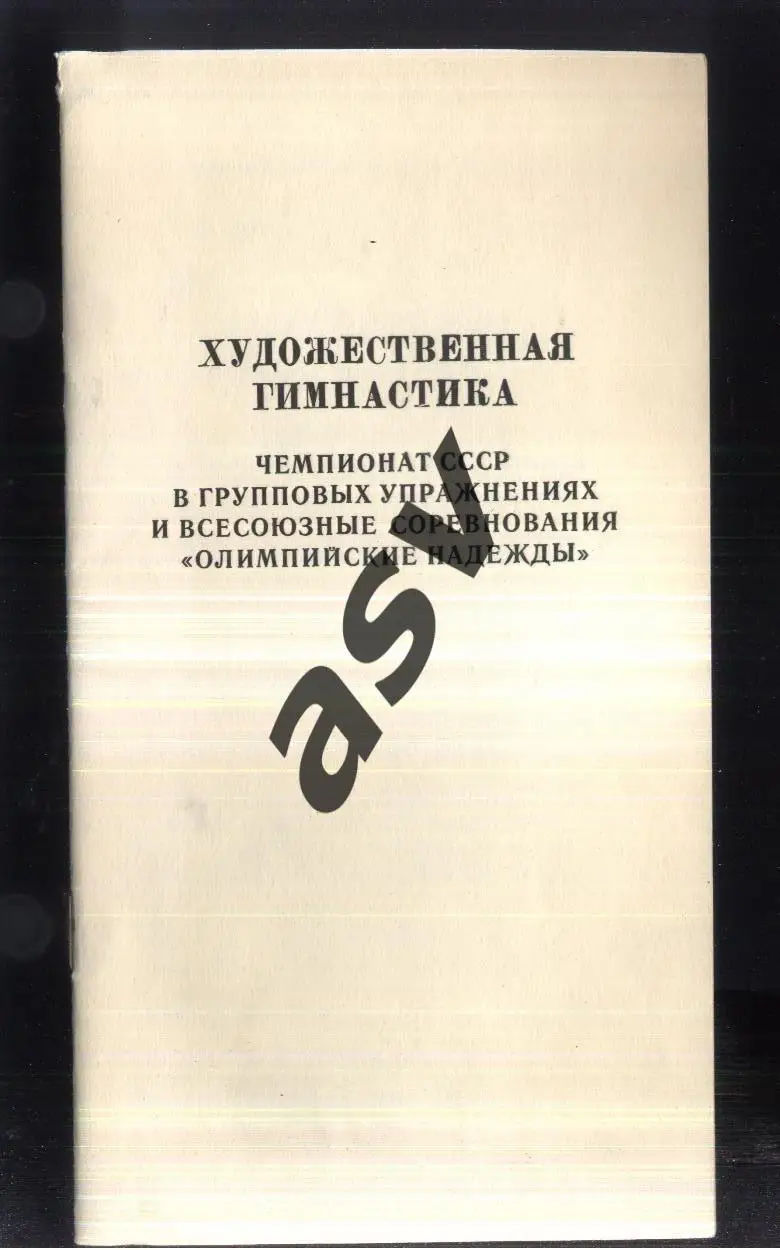 ХУДОЖЕСТВЕННАЯ
ГИМНАСТИКА
ЧЕМПИОНАТ СССР
В ГРУППОВЫХ УПРАЖНЕНИЯХ
И ВСЕСОЮЗНЫЕ СОРЕВНОВАНИЯ
«ОЛИМПИЙСКИЕ НАДЕЖДЫ»
asv